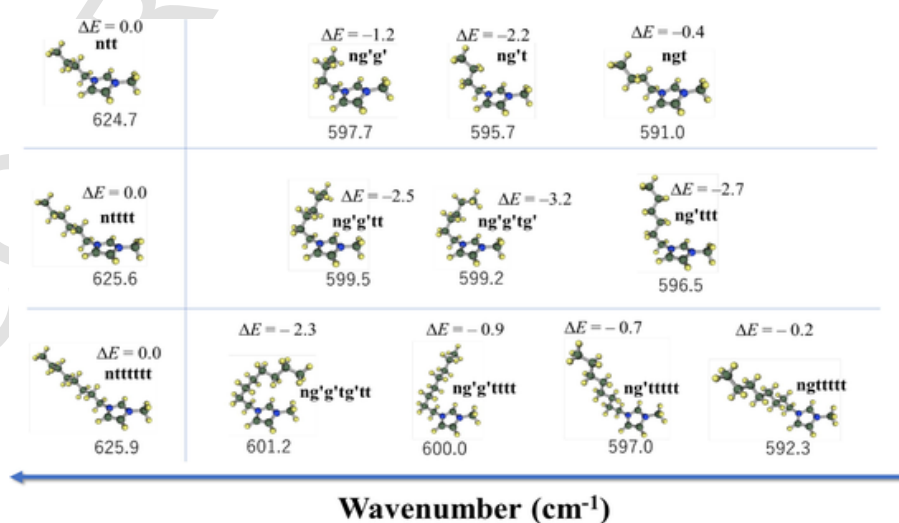 ΔE = 0.0
ntt
624.7
ΔE = −1.2
ng'g'
597.7
ΔE = −2.2
ng't
595.7
ΔE = −0.4
ngt
591.0
ΔE = 0.0
ntttt
625.6
ΔE = −2.5
ng'g'tt
599.5
ΔE = −3.2
ng'g'tg'
599.2
ΔE = −2.7
ng'ttt
596.5
ΔE = 0.0
ntttttt
625.9
ΔE = − 2.3
ng'g'tg'tt
601.2
ΔE = − 0.9
ng'g'tttt
600.0
ΔE = − 0.7
ng'ttttt
597.0
ΔE = − 0.2
ngttttt
592.3
Wavenumber (cm⁻¹)